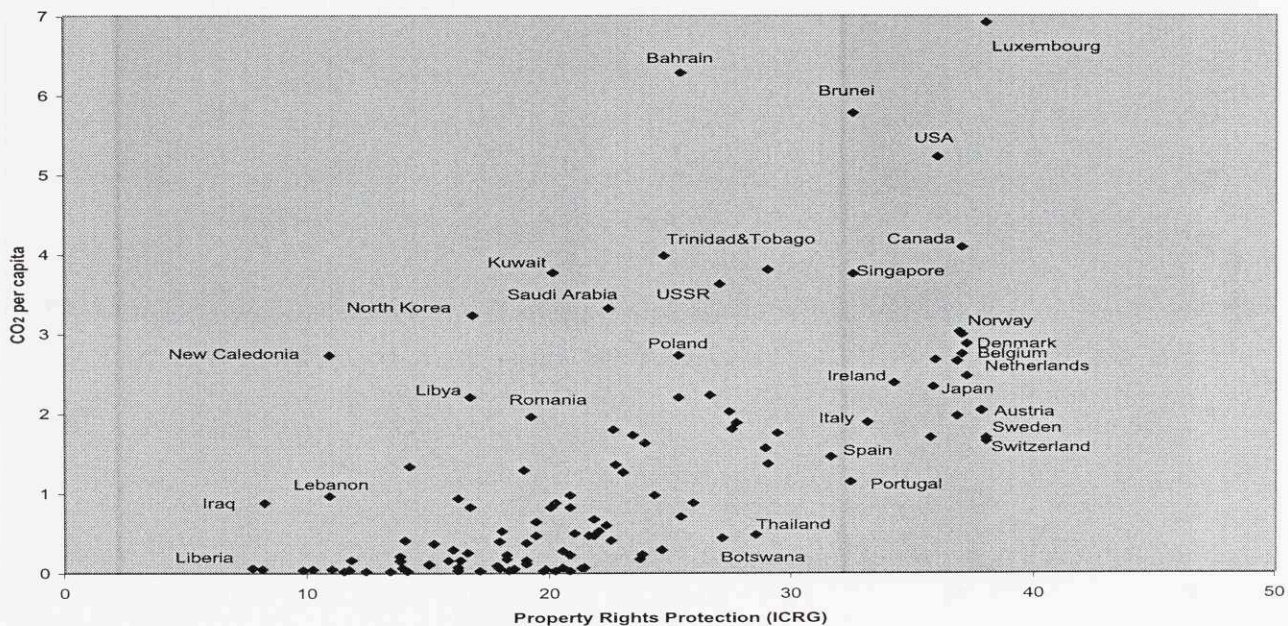 7
Luxembourg
Bahrain
6
Brunei
USA
5
Trinidad&Tobago
Canada
4
Kuwait
Singapore
Saudi Arabia
USSR
North Korea
3
Norway
Denmark
New Caledonia
Poland
Belgium
Netherlands
Ireland
Libya
Japan
2
Romania
Austria
Italy
Sweden
Spain
Switzerland
1
Lebanon
Portugal
Iraq
Thailand
Liberia
Botswana
0
0 10 20 30 40 50
CO2 per capita
Property Rights Protection (ICRG)